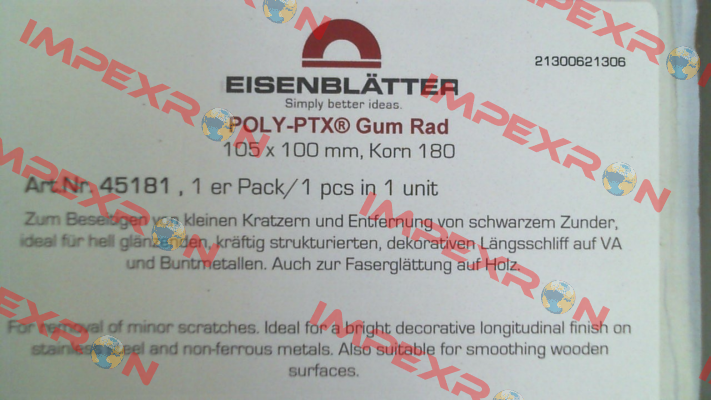 21300621306
EISENBLÄTTER
Simply better ideas.
POLY-PTX® Gum Rad
105 x 100 mm, Korn 180
Art.Nr. 45181 , 1 er Pack/1 pcs in 1 unit
Zum Beseitigen von kleinen Kratzern und Entfernung von schwarzem Zunder,
ideal für hell glänzenden, kräftig strukturierten, dekorativen Längsschliff auf VA
und Buntmetallen. Auch zur Faserglättung auf Holz.
For removal of minor scratches. Ideal for a bright decorative longitudinal finish on
stainless steel and non-ferrous metals. Also suitable for smoothing wooden
surfaces.
IMPEXRON
IMPEXRON
IMPEXRON
IMPEXRON
IMPEXRON
IMPEXRON
IMPEXRON